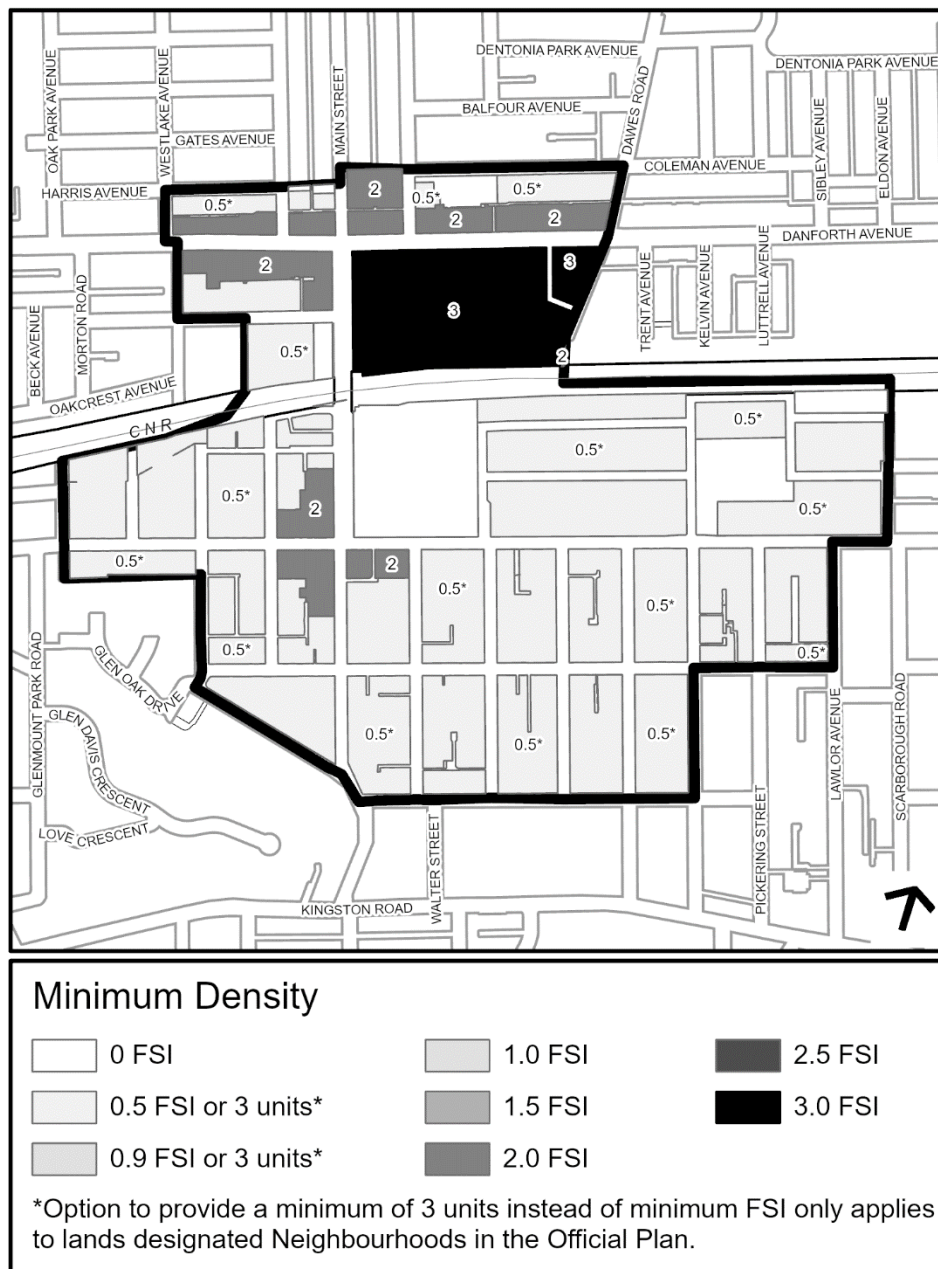 DENTONIA PARK AVENUE
DENTONIA PARK AVENUE
OAK PARK AVENUE
WESTLAKE AVENUE
MAIN STREET
DAWES ROAD
BALFOUR AVENUE
GATES AVENUE
COLEMAN AVENUE
SIBLEY AVENUE
ELDON AVENUE
HARRIS AVENUE
2
0.5*
0.5*
0.5*
2
2
DANFORTH AVENUE
2
3
3
BECK AVENUE
MORTON ROAD
TRENT AVENUE
KELVIN AVENUE
LUTTRELL AVENUE
0.5*
2
OAKCREST AVENUE
CNR
0.5*
0.5*
0.5*
2
0.5*
0.5*
2
0.5*
0.5*
0.5*
0.5*
GLENMOUNT PARK ROAD
GLEN OAK DRIVE
GLEN DAVIS CRESCENT
LOVE CRESCENT
0.5*
0.5*
0.5*
LAWLOR AVENUE
SCARBOROUGH ROAD
PICKERING STREET
WALTER STREET
KINGSTON ROAD
Minimum Density
0 FSI
0.5 FSI or 3 units*
0.9 FSI or 3 units*
1.0 FSI
1.5 FSI
2.0 FSI
2.5 FSI
3.0 FSI
*Option to provide a minimum of 3 units instead of minimum FSI only applies
to lands designated Neighbourhoods in the Official Plan.